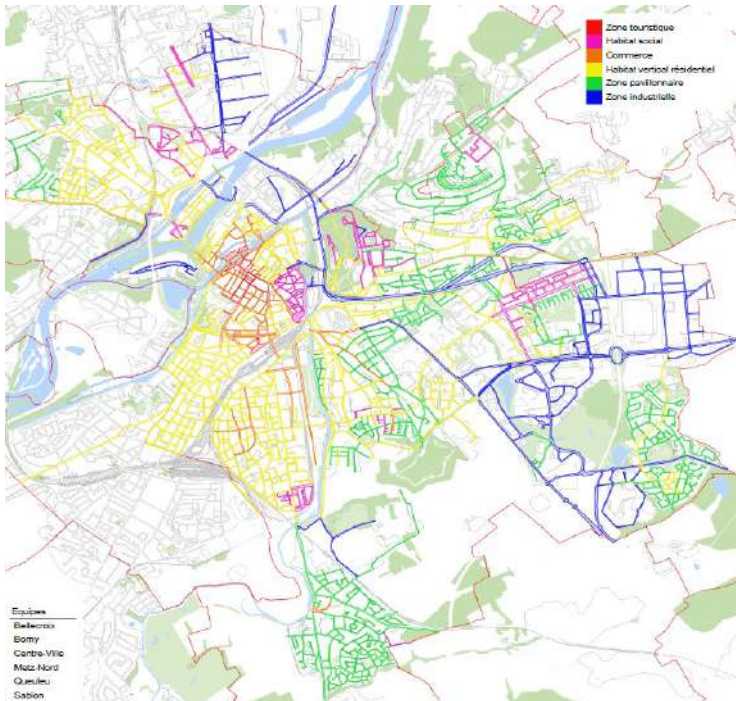 Zone touristique
Habitat social
Commerce
Habitat vertical résidentiel
Zone pavillonnaire
Zone industrielle
Equipes
Bellecroix
Borny
Centre-Ville
Metz-Nord
Queuleu
Sablon